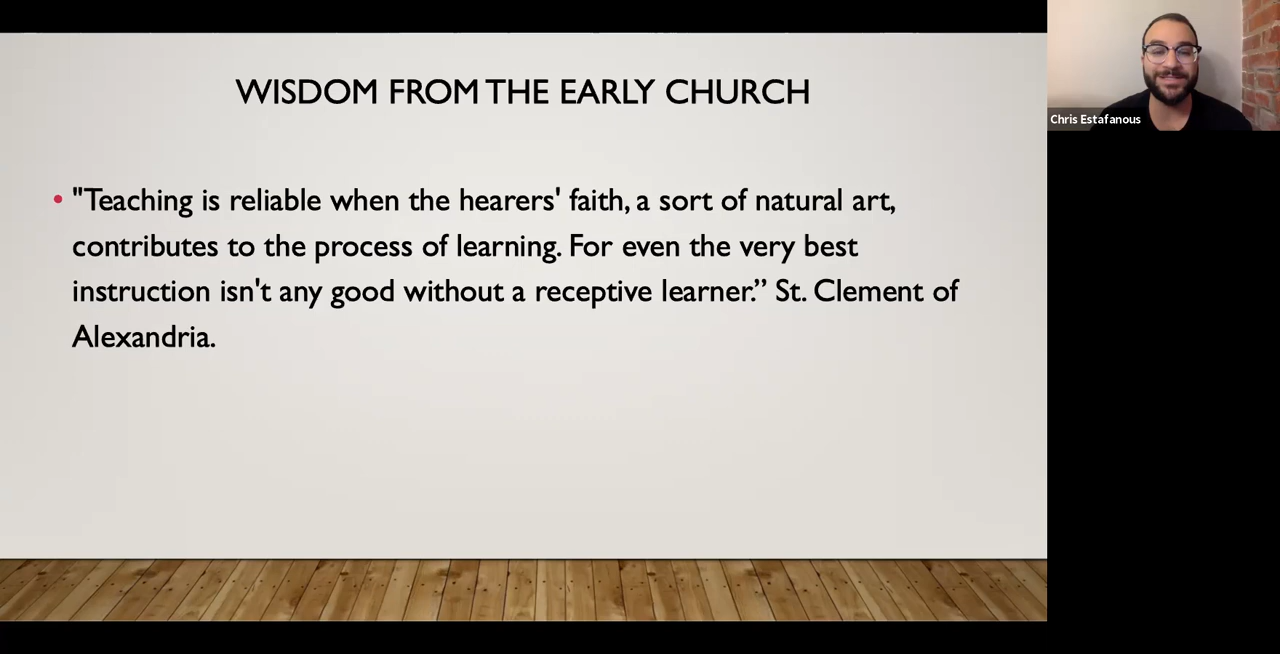 WISDOM FROM THE EARLY CHURCH
• "Teaching is reliable when the hearers' faith, a sort of natural art,
contributes to the process of learning. For even the very best
instruction isn't any good without a receptive learner.” St. Clement of
Alexandria.
Chris Estafanous